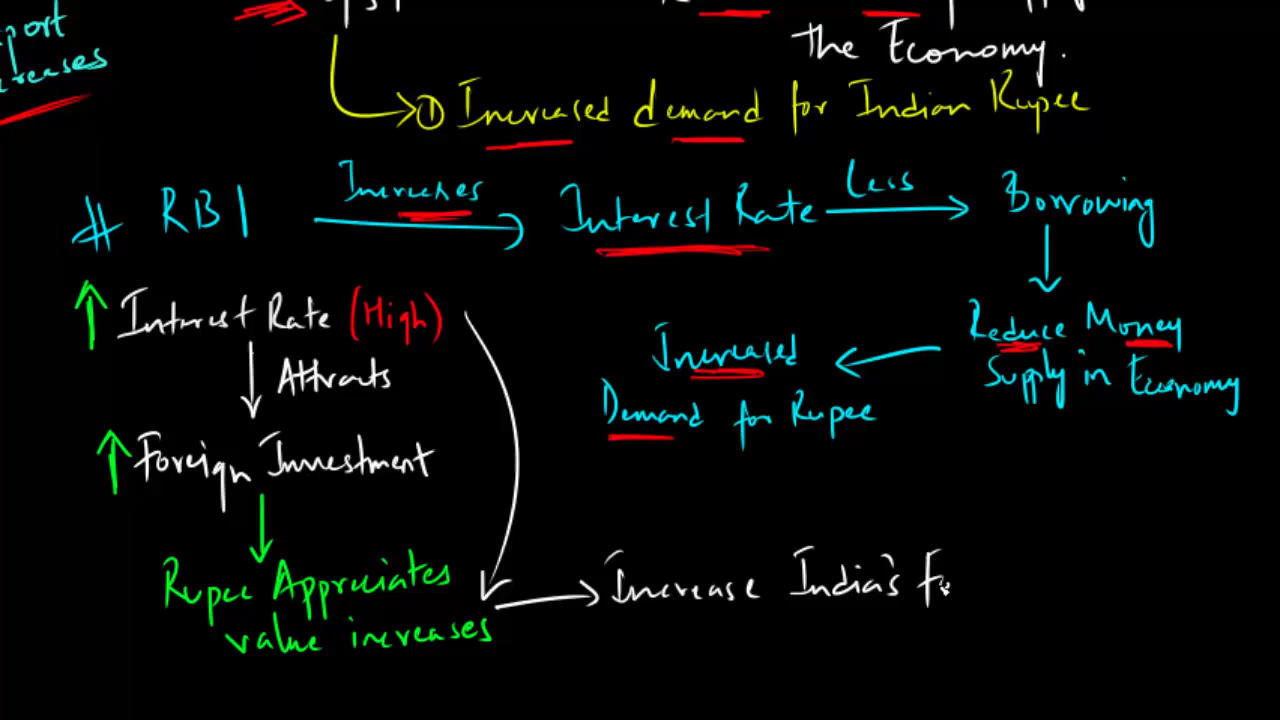 the Economy.
① Increased demand for Indian Rupee
# RBI Increases Interest Rate Less Borrowing
Reduce Money
Supply in Economy
Increased
Demand for Rupee
Interest Rate (High)
Attracts
Foreign Investment
Rupee Appreciates
value increases
Increase India's F